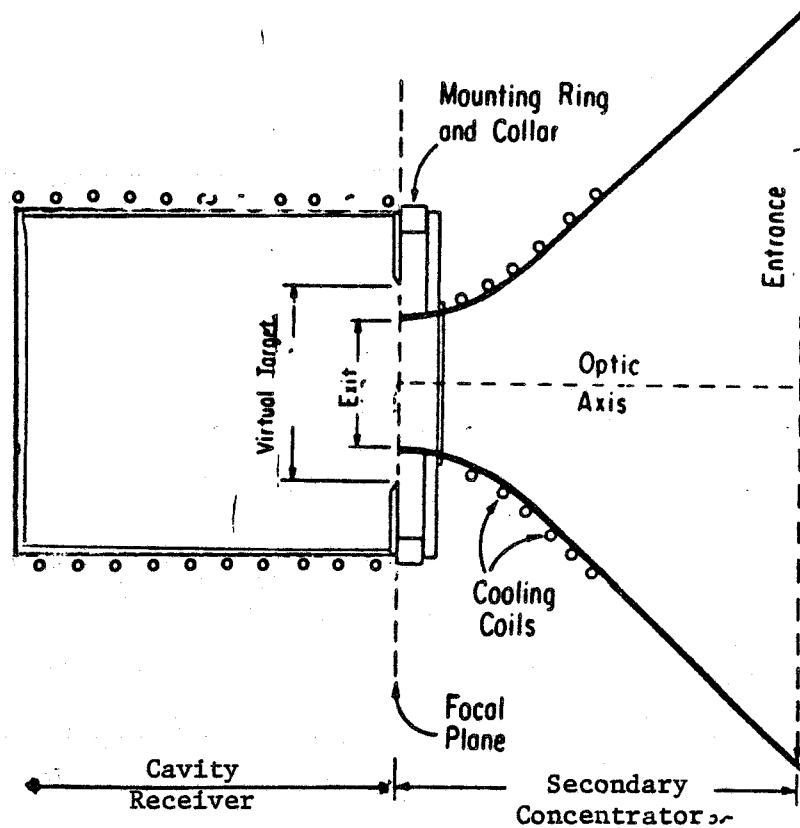 Mounting Ring
and Collar
Entrance
Virtual Target
Exit
Optic
Axis
Cooling
Coils
Focal
Plane
Cavity
Receiver
Secondary
Concentrator